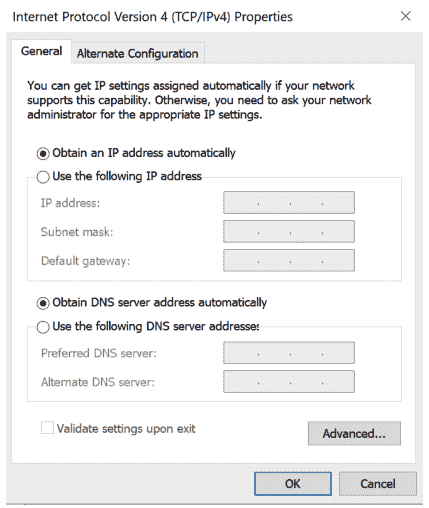 Internet Protocol Version 4 (TCP/IPv4) Properties
General
Alternate Configuration
You can get IP settings assigned automatically if your network
supports this capability. Otherwise, you need to ask your network
administrator for the appropriate IP settings.
Obtain an IP address automatically
Use the following IP address
IP address:
Subnet mask:
Default gateway:
Obtain DNS server address automatically
Use the following DNS server addresses:
Preferred DNS server:
Alternate DNS server:
Validate settings upon exit
Advanced...
OK
Cancel